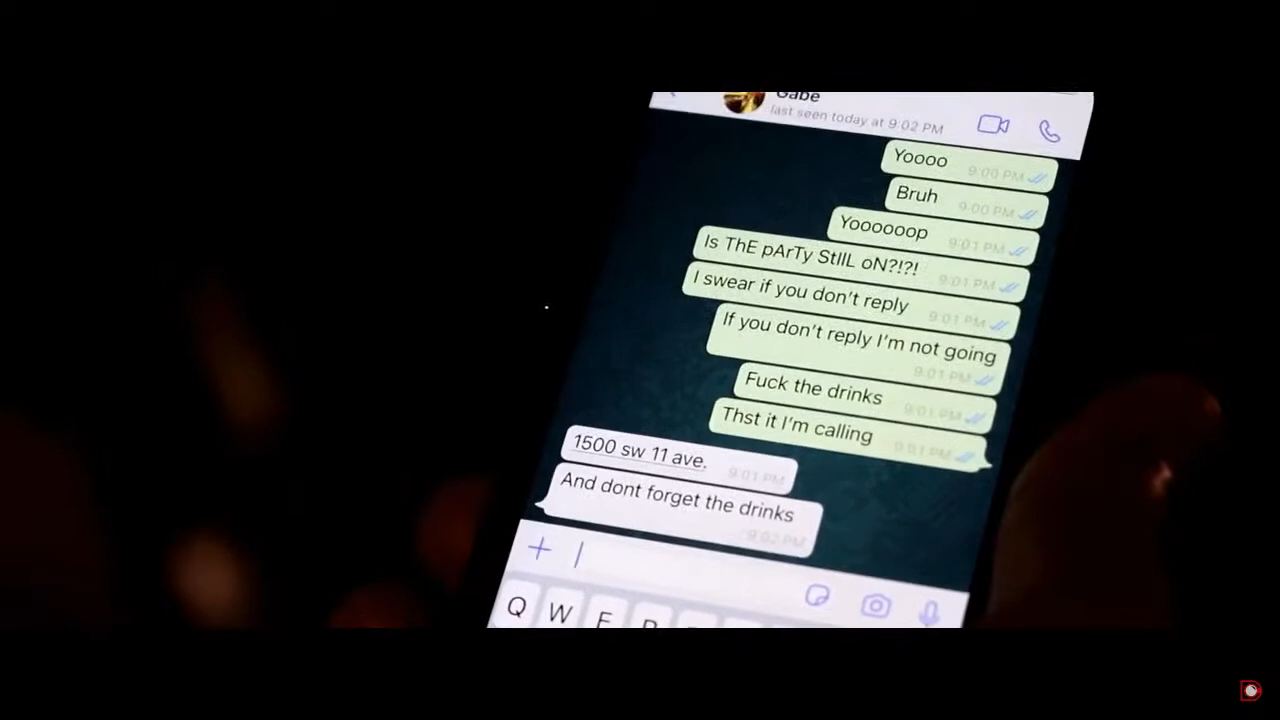 Gabe
last seen today at 9:02 PM
Yoooo 9:00 PM
Bruh 9:00 PM
Yoooooop 9:01 PM
Is ThE pArTy StIlL oN?!?! 9:01 PM
I swear if you don't reply 9:01 PM
If you don't reply I'm not going
9:01 PM
Fuck the drinks 9:01 PM
Thst it I'm calling 9:01 PM
1500 sw 11 ave. 9:01 PM
And dont forget the drinks
9:02 PM
Q W E R